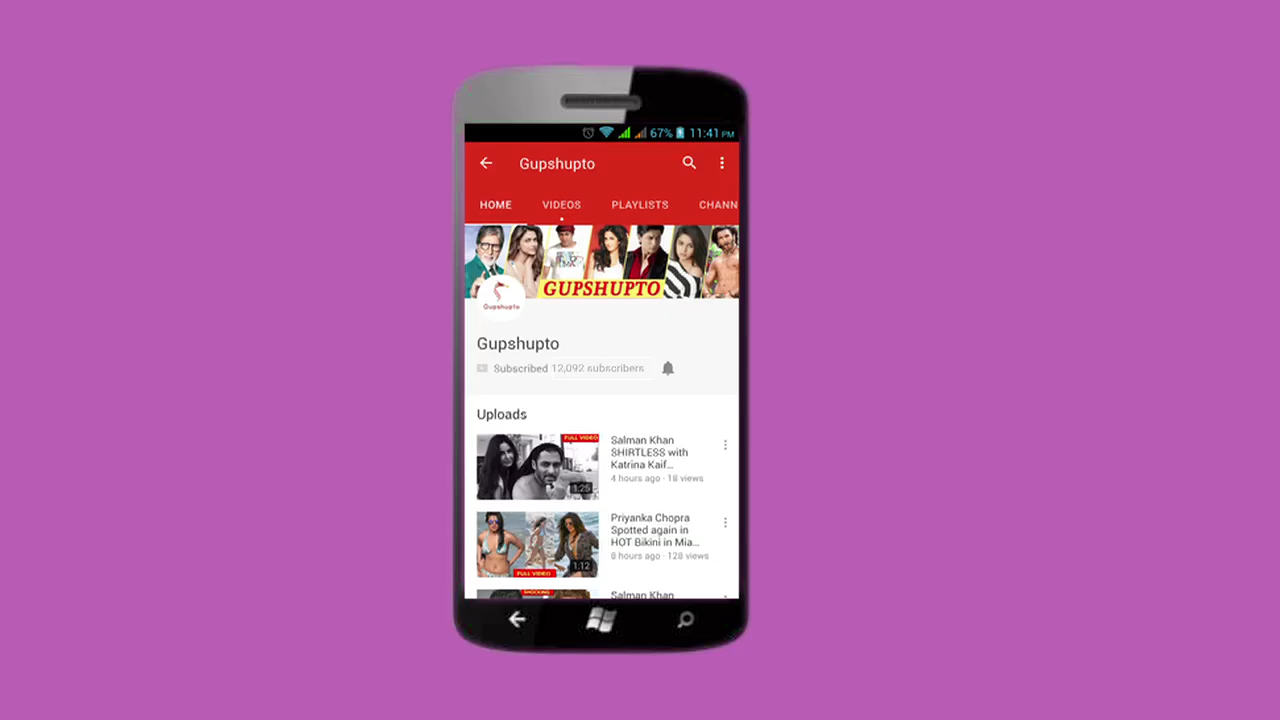 67% 11:41 PM
Gupshupto
HOME VIDEOS PLAYLISTS CHANN
GUPSHUPTO
Gupshupto
Gupshupto
Subscribed 12,092 subscribers
Uploads
FULL VIDEO
1:25
Salman Khan
SHIRTLESS with
Katrina Kaif...
4 hours ago · 18 views
FULL VIDEO
1:12
Priyanka Chopra
Spotted again in
HOT Bikini in Mia...
8 hours ago · 128 views
SHOCKING
Salman Khan